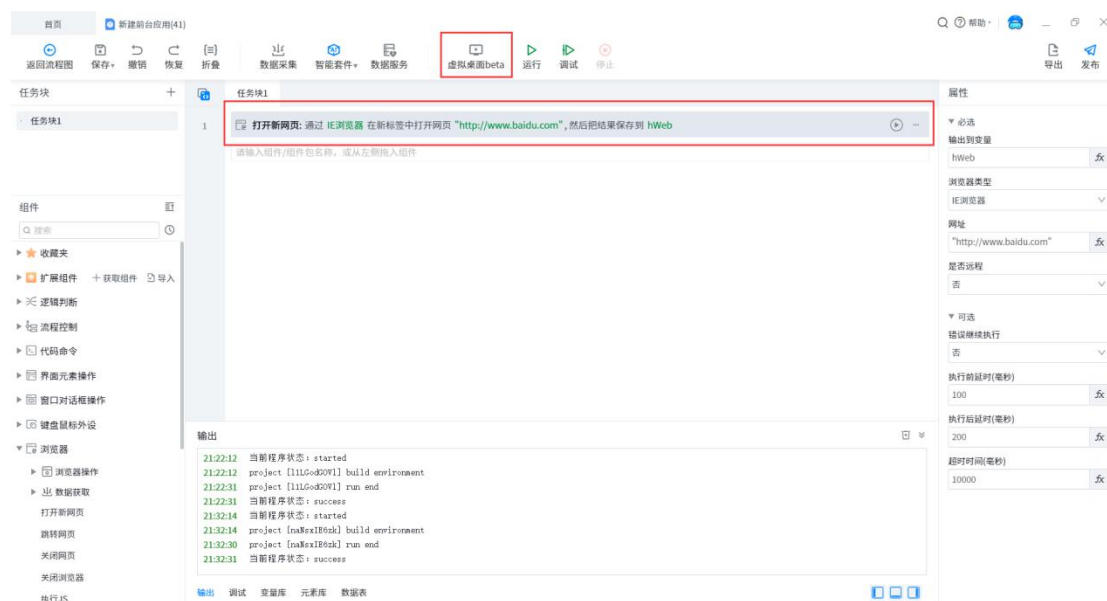 首页 新建前台应用(41) 帮助
返回流程图 保存 撤销 恢复 折叠 数据采集 智能套件 数据服务 虚拟桌面beta 运行 调试 停止 导出 发布
任务块 +
任务块1
任务块1
1 打开新网页: 通过 IE浏览器 在新标签中打开网页 "http://www.baidu.com" , 然后把结果保存到 hWeb
请输入组件/组件包名称，或从左侧拖入组件
组件
搜索
收藏夹
扩展组件 +获取组件 导入
逻辑判断
流程控制
代码命令
界面元素操作
窗口对话框操作
键盘鼠标外设
浏览器
浏览器操作
数据获取
打开新网页
跳转网页
关闭网页
关闭浏览器
执行JS
输出
21:22:12 当前程序状态：started
21:22:12 project [l1LGodGOVl] build environment
21:22:31 project [l1LGodGOVl] run end
21:22:31 当前程序状态：success
21:32:14 当前程序状态：started
21:32:14 project [naNsxIE6zk] build environment
21:32:30 project [naNsxIE6zk] run end
21:32:31 当前程序状态：success
输出 调试 变量库 元素库 数据表
属性
必选
输出到变量
hWeb fx
浏览器类型
IE浏览器
网址
"http://www.baidu.com" fx
是否远程
否
可选
错误继续执行
否
执行前延时(毫秒)
100 fx
执行后延时(毫秒)
200 fx
超时时间(毫秒)
10000 fx